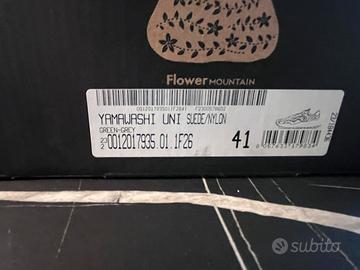 Flower MOUNTAIN
YAMAWASHI UNI SUEDE/NYLON
GREEN-GREY
0012017935.01.1F26
41
subito